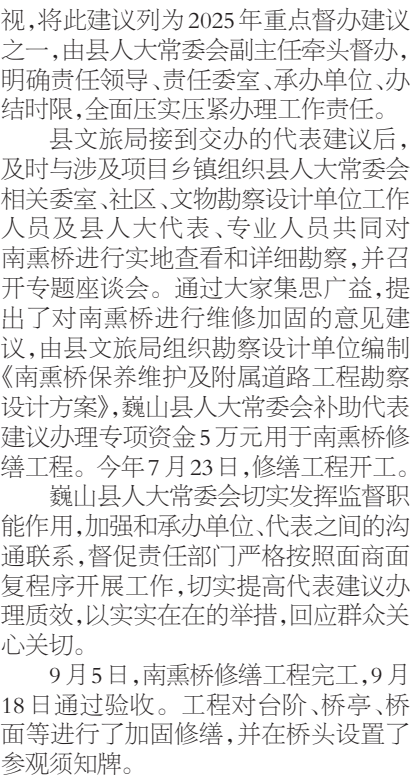 视，将此建议列为2025年重点督办建议
之一，由县人大常委会副主任牵头督办，
明确责任领导、责任委室、承办单位、办
结时限，全面压实压紧办理工作责任。
县文旅局接到交办的代表建议后，
及时与涉及项目乡镇组织县人大常委会
相关委室、社区、文物勘察设计单位工作
人员及县人大代表、专业人员共同对
南熏桥进行实地查看和详细勘察，并召
开专题座谈会。通过大家集思广益，提
出了对南熏桥进行维修加固的意见建
议，由县文旅局组织勘察设计单位编制
《南熏桥保养维护及附属道路工程勘察
设计方案》，巍山县人大常委会补助代表
建议办理专项资金5万元用于南熏桥修
缮工程。今年7月23日，修缮工程开工。
巍山县人大常委会切实发挥监督职
能作用，加强和承办单位、代表之间的沟
通联系，督促责任部门严格按照面商面
复程序开展工作，切实提高代表建议办
理质效，以实实在在的举措，回应群众关
心关切。
9月5日，南熏桥修缮工程完工，9月
18日通过验收。工程对台阶、桥亭、桥
面等进行了加固修缮，并在桥头设置了
参观须知牌。